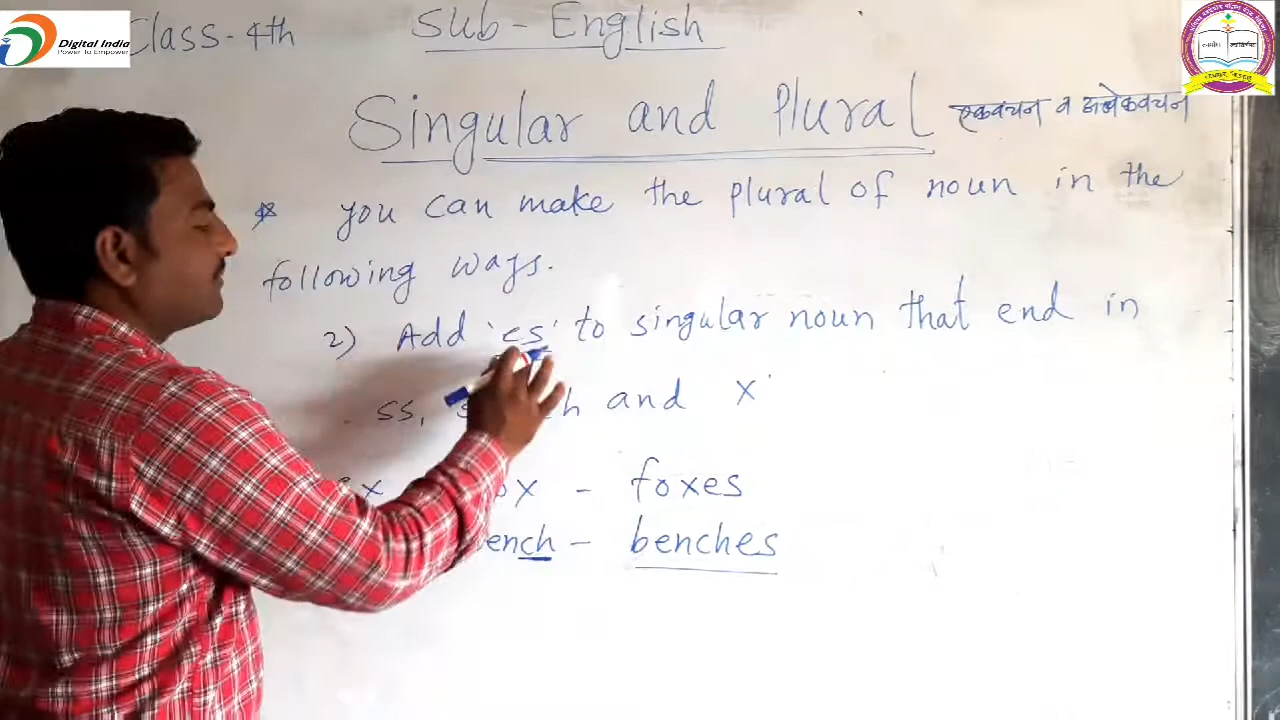 Digital India
Power To Empower
Class-4th Sub-English
Singular and Plural एकवचन व अनेकवचन
* you can make the plural of noun in the
following ways.
2) Add 'es' to singular noun that end in
ss, and x
- foxes
bench - benches